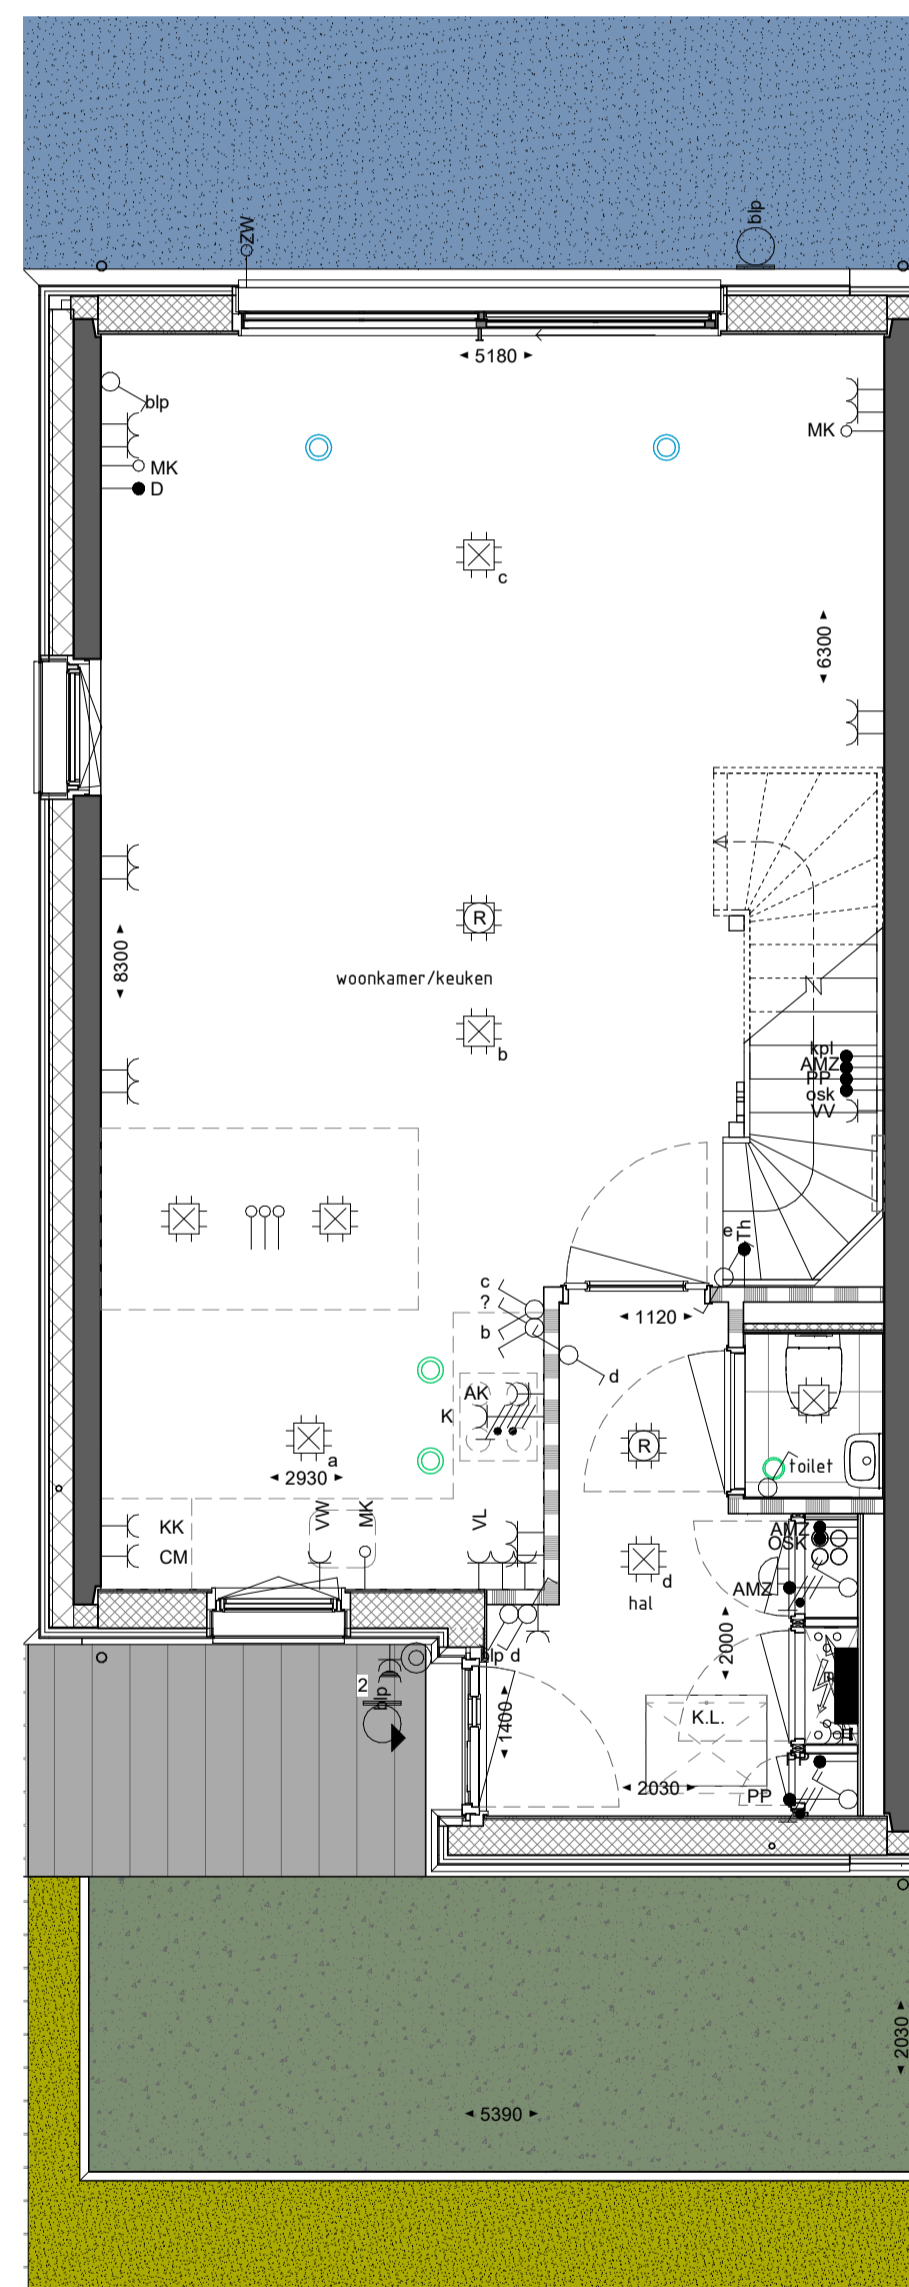 ZW
blp
5180
blp
MK
MK
D
c
6300
R
8300
woonkamer/keuken
b
kpl
AMZ
PP
osk
VV
e
Th
c
?
1120
b
d
AK
K
R
a
2930
toilet
VW
MK
VL
KK
CM
AMZ
OSK
d
AMZ
hal
2000
blp d
2
blp
1400
K.L.
2030
PP
PP
2030
5390